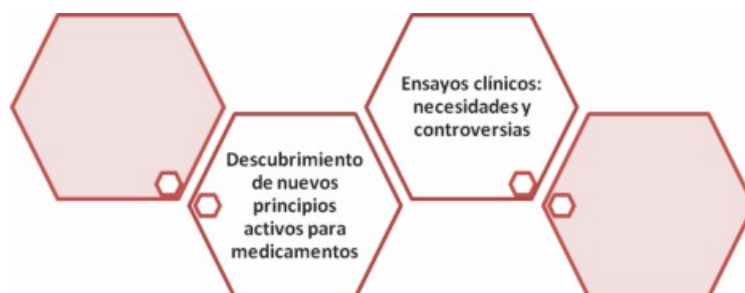 Ensayos clínicos:
necesidades y
controversias
Descubrimiento
de nuevos
principios
activos para
medicamentos